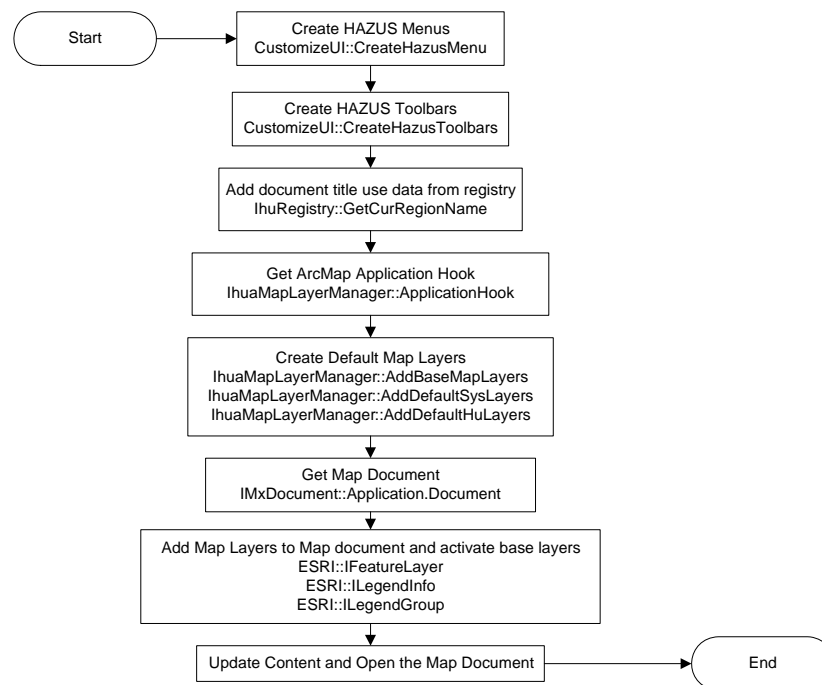 Start
Create HAZUS Menus
CustomizeUI::CreateHazusMenu
Create HAZUS Toolbars
CustomizeUI::CreateHazusToolbars
Add document title use data from registry
IhuRegistry::GetCurRegionName
Get ArcMap Application Hook
IhuaMapLayerManager::ApplicationHook
Create Default Map Layers
IhuaMapLayerManager::AddBaseMapLayers
IhuaMapLayerManager::AddDefaultSysLayers
IhuaMapLayerManager::AddDefaultHuLayers
Get Map Document
IMxDocument::Application.Document
Add Map Layers to Map document and activate base layers
ESRI::IFeatureLayer
ESRI::ILegendInfo
ESRI::ILegendGroup
Update Content and Open the Map Document
End